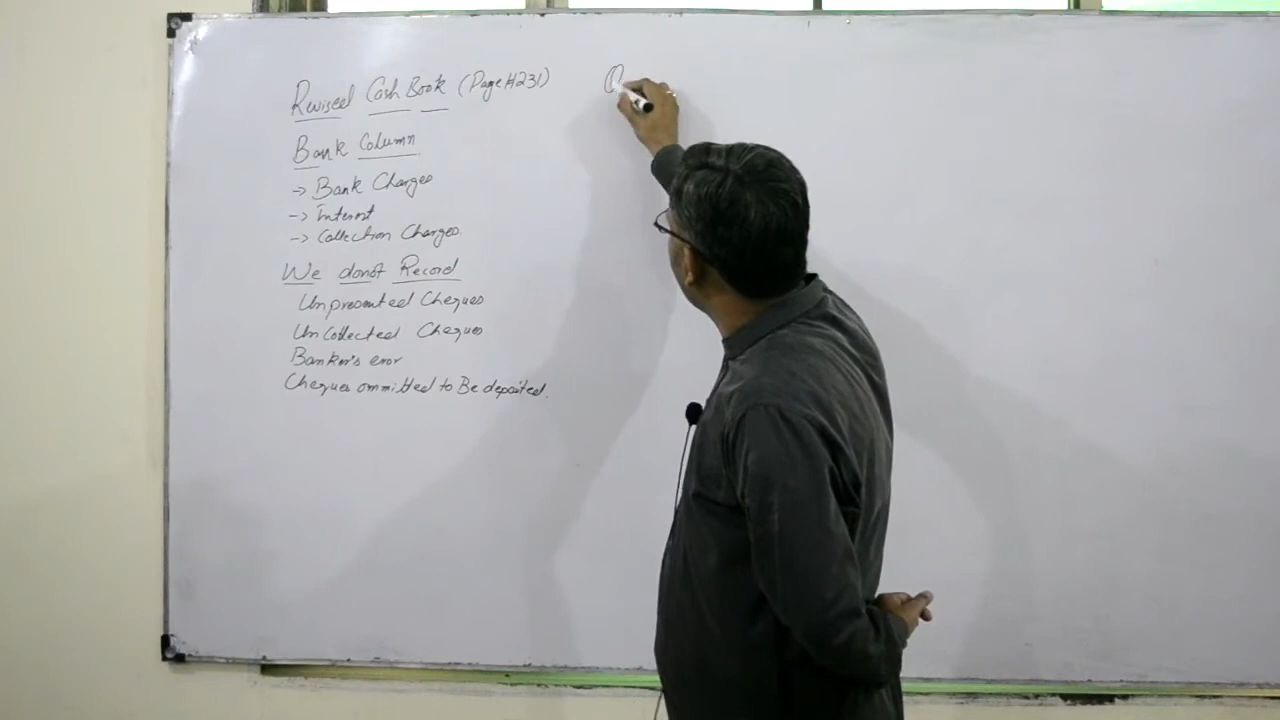 Revised Cash Book (Page #231)
Bank Column
-> Bank Charges
-> Interest
-> Collection Charges.
We donot Record
Unpresented Cheques
UnCollected Cheques
Banker's error
Cheques ommitted to Be deposited.
Q